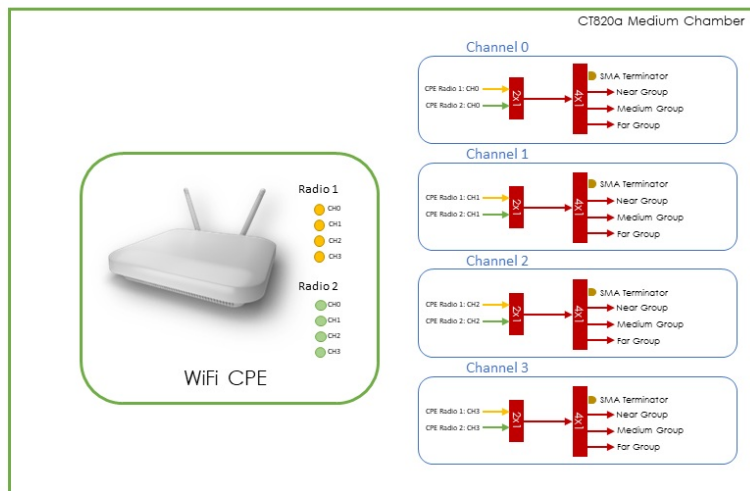 CT820a Medium Chamber
Radio 1
CH0
CH1
CH2
CH3
Radio 2
CH0
CH1
CH2
CH3
WiFi CPE
Channel 0
CPE Radio 1: CH0
CPE Radio 2: CH0
2x1
4x1
SMA Terminator
Near Group
Medium Group
Far Group
Channel 1
CPE Radio 1: CH1
CPE Radio 2: CH1
2x1
4x1
SMA Terminator
Near Group
Medium Group
Far Group
Channel 2
CPE Radio 1: CH2
CPE Radio 2: CH2
2x1
4x1
SMA Terminator
Near Group
Medium Group
Far Group
Channel 3
CPE Radio 1: CH3
CPE Radio 2: CH3
2x1
4x1
SMA Terminator
Near Group
Medium Group
Far Group